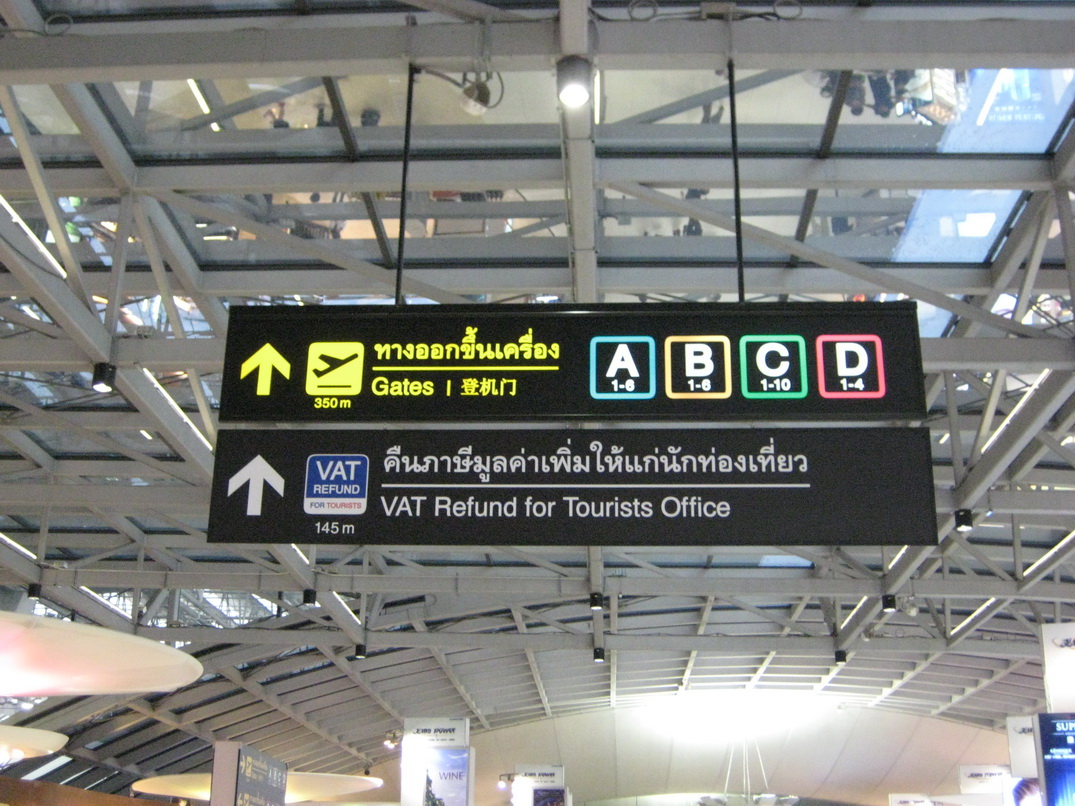 ทางออกขึ้นเครื่อง
Gates | 登机门
350 m
A
1-6
B
1-6
C
1-10
D
1-4
VAT
REFUND
FOR TOURISTS
145 m
คืนภาษีมูลค่าเพิ่มให้แก่นักท่องเที่ยว
VAT Refund for Tourists Office
WINE